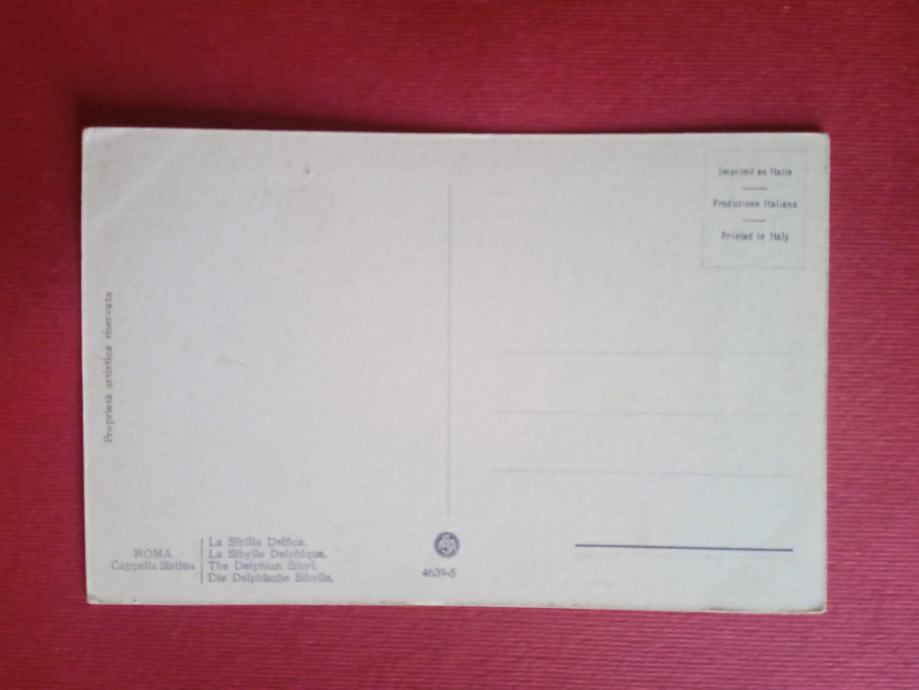 Imprimé en Italie
Produzione Italiana
Printed in Italy
Proprietà artistica riservata
ROMA
Cappella Sistina
La Sibilla Delfica.
La Sibylle Delphique.
The Delphian Sibyl.
Die Delphische Sibylle.
4639-5